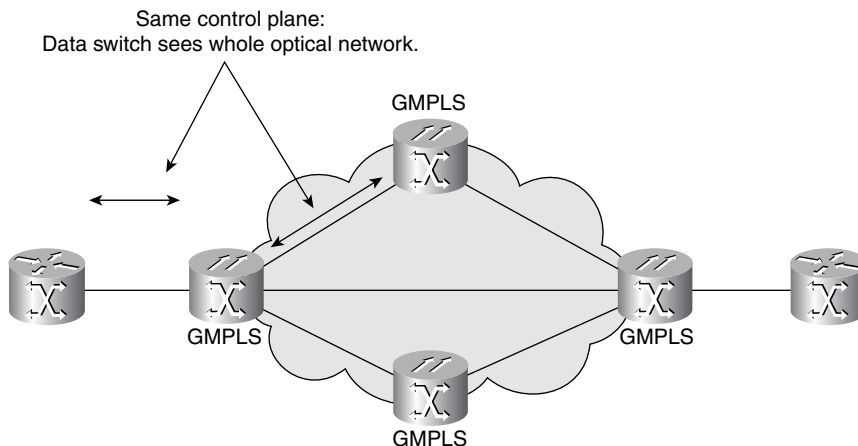 Same control plane:
Data switch sees whole optical network.
GMPLS
GMPLS
GMPLS
GMPLS